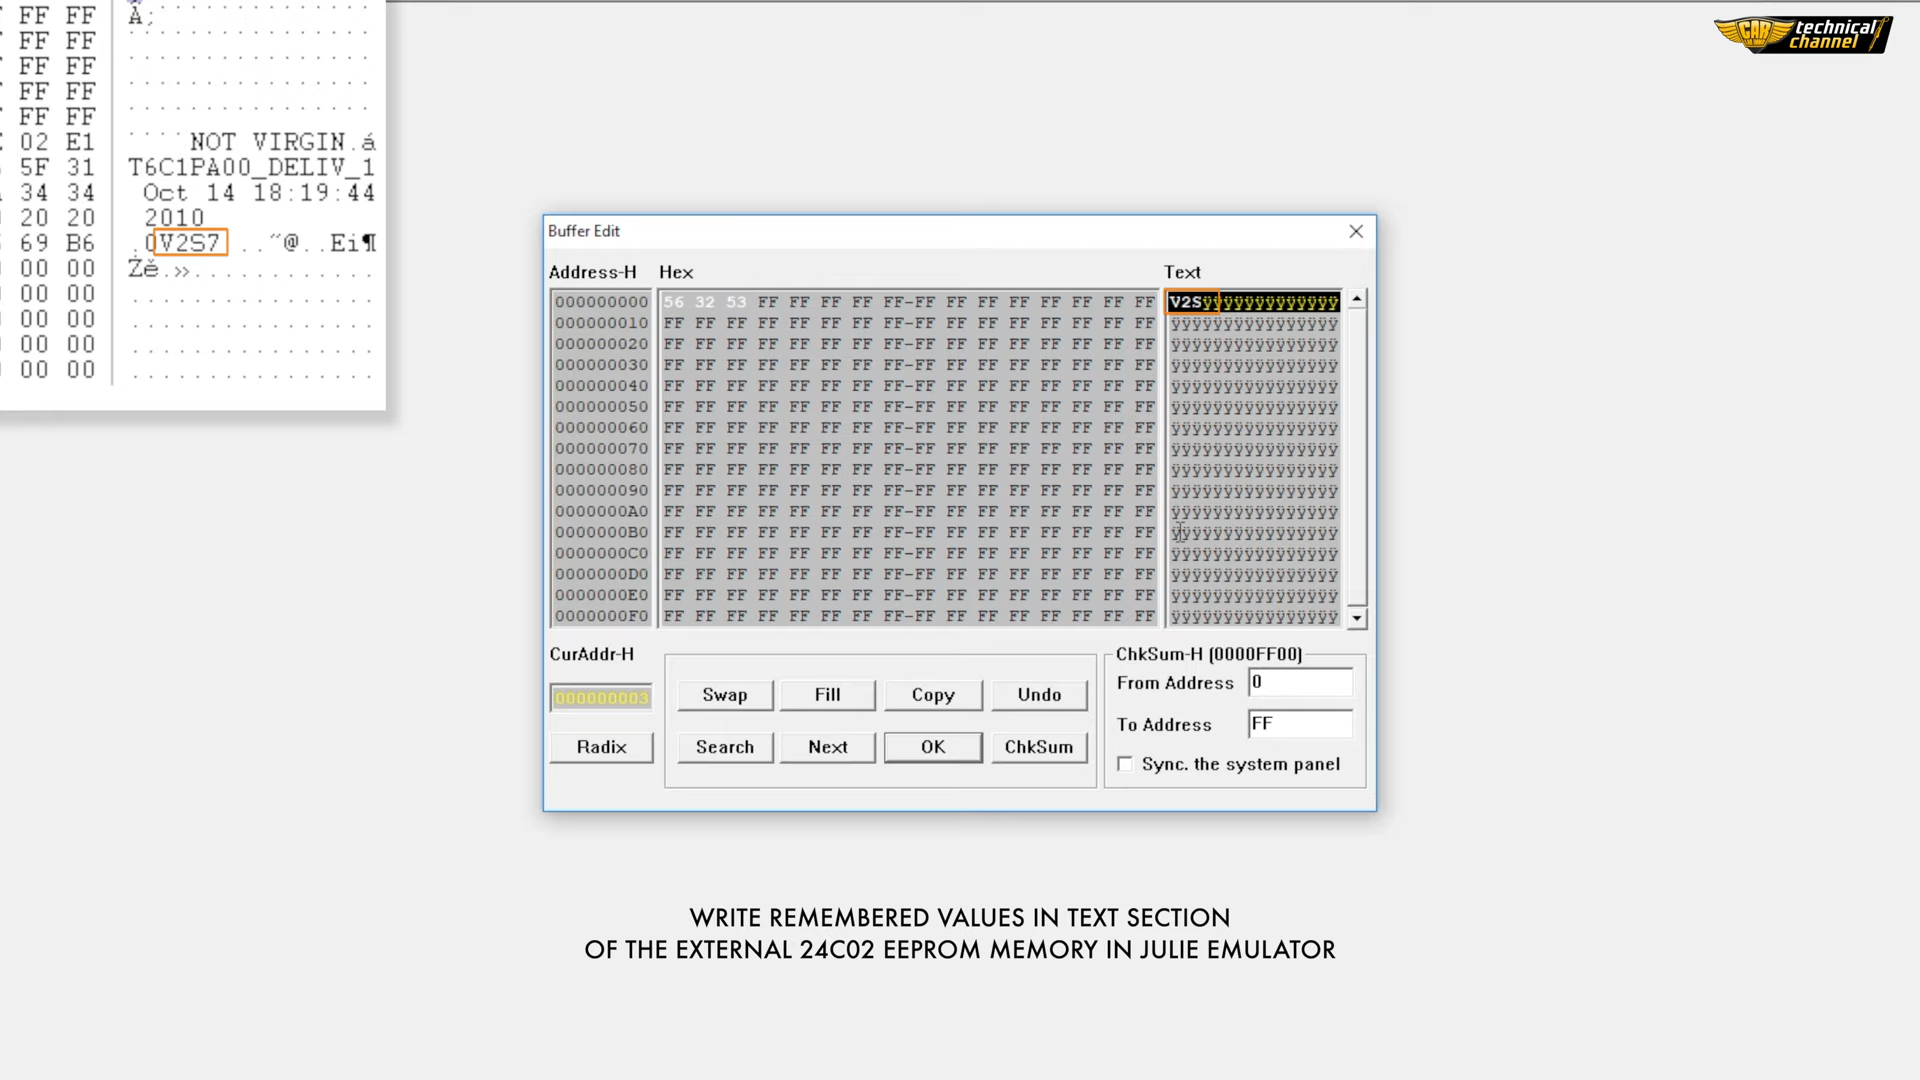 FF FF À;
FF FF
FF FF
FF FF
FF FF
02 E1 NOT VIRGIN.á
5F 31 T6C1PA00_DELIV_1
34 34 Oct 14 18:19:44
20 20 2010
69 B6 .0V2S7 ..˝@..Ei¶
00 00 Żě.»............
00 00
00 00
00 00
00 00
CAR technical
channel
Buffer Edit
Address-H Hex Text
000000000 56 32 53 FF FF FF FF FF-FF FF FF FF FF FF FF FF V2Sÿÿÿÿÿÿÿÿÿÿÿÿÿ
000000010 FF FF FF FF FF FF FF FF-FF FF FF FF FF FF FF FF ÿÿÿÿÿÿÿÿÿÿÿÿÿÿÿÿ
000000020 FF FF FF FF FF FF FF FF-FF FF FF FF FF FF FF FF ÿÿÿÿÿÿÿÿÿÿÿÿÿÿÿÿ
000000030 FF FF FF FF FF FF FF FF-FF FF FF FF FF FF FF FF ÿÿÿÿÿÿÿÿÿÿÿÿÿÿÿÿ
000000040 FF FF FF FF FF FF FF FF-FF FF FF FF FF FF FF FF ÿÿÿÿÿÿÿÿÿÿÿÿÿÿÿÿ
000000050 FF FF FF FF FF FF FF FF-FF FF FF FF FF FF FF FF ÿÿÿÿÿÿÿÿÿÿÿÿÿÿÿÿ
000000060 FF FF FF FF FF FF FF FF-FF FF FF FF FF FF FF FF ÿÿÿÿÿÿÿÿÿÿÿÿÿÿÿÿ
000000070 FF FF FF FF FF FF FF FF-FF FF FF FF FF FF FF FF ÿÿÿÿÿÿÿÿÿÿÿÿÿÿÿÿ
000000080 FF FF FF FF FF FF FF FF-FF FF FF FF FF FF FF FF ÿÿÿÿÿÿÿÿÿÿÿÿÿÿÿÿ
000000090 FF FF FF FF FF FF FF FF-FF FF FF FF FF FF FF FF ÿÿÿÿÿÿÿÿÿÿÿÿÿÿÿÿ
0000000A0 FF FF FF FF FF FF FF FF-FF FF FF FF FF FF FF FF ÿÿÿÿÿÿÿÿÿÿÿÿÿÿÿÿ
0000000B0 FF FF FF FF FF FF FF FF-FF FF FF FF FF FF FF FF ÿÿÿÿÿÿÿÿÿÿÿÿÿÿÿÿ
0000000C0 FF FF FF FF FF FF FF FF-FF FF FF FF FF FF FF FF ÿÿÿÿÿÿÿÿÿÿÿÿÿÿÿÿ
0000000D0 FF FF FF FF FF FF FF FF-FF FF FF FF FF FF FF FF ÿÿÿÿÿÿÿÿÿÿÿÿÿÿÿÿ
0000000E0 FF FF FF FF FF FF FF FF-FF FF FF FF FF FF FF FF ÿÿÿÿÿÿÿÿÿÿÿÿÿÿÿÿ
0000000F0 FF FF FF FF FF FF FF FF-FF FF FF FF FF FF FF FF ÿÿÿÿÿÿÿÿÿÿÿÿÿÿÿÿ
CurAddr-H
000000003
Radix
Swap Fill Copy Undo
Search Next OK ChkSum
ChkSum-H (0000FF00)
From Address 0
To Address FF
Sync. the system panel
WRITE REMEMBERED VALUES IN TEXT SECTION
OF THE EXTERNAL 24C02 EEPROM MEMORY IN JULIE EMULATOR